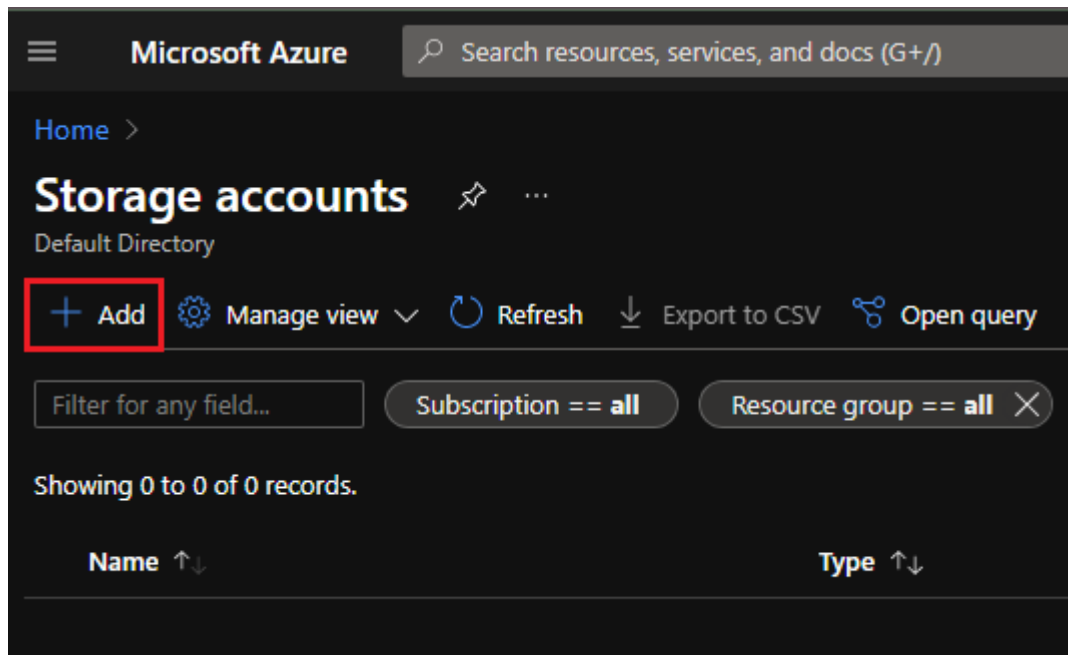 Microsoft Azure Search resources, services, and docs (G+/)
Home >
Storage accounts ...
Default Directory
+ Add Manage view Refresh Export to CSV Open query
Filter for any field... Subscription == all Resource group == all
Showing 0 to 0 of 0 records.
Name ↑↓ Type ↑↓